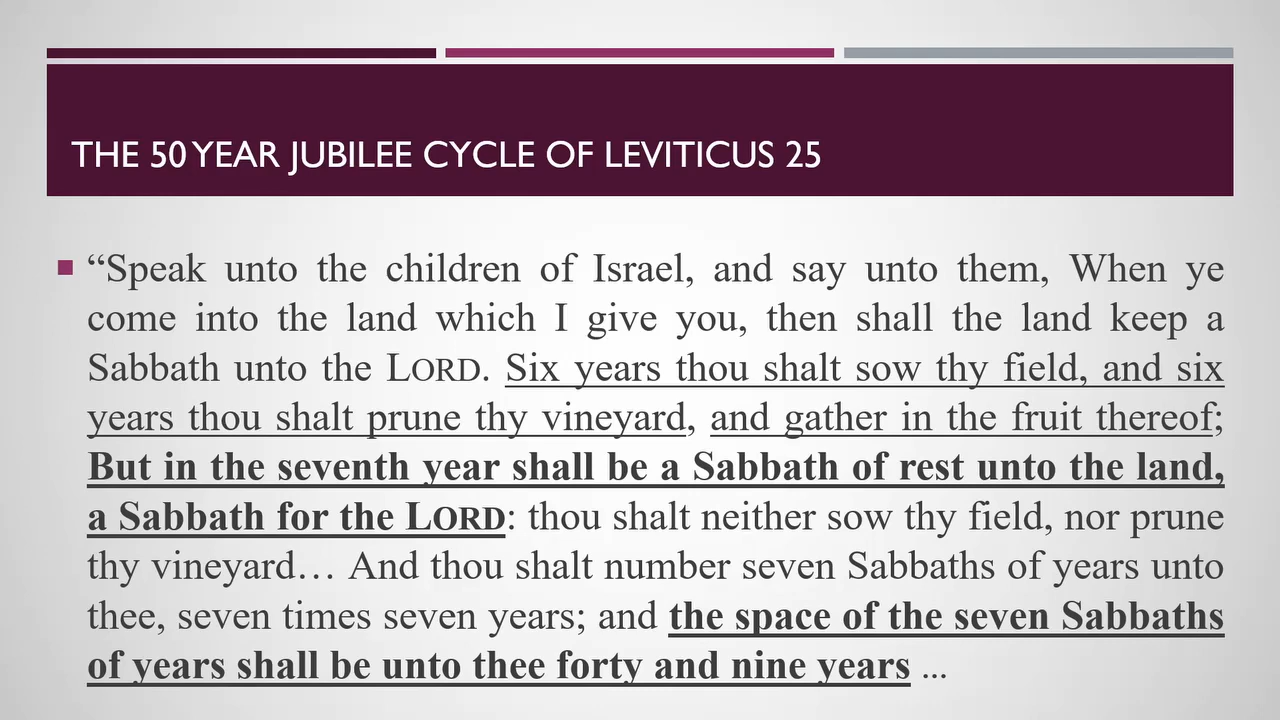 THE 50 YEAR JUBILEE CYCLE OF LEVITICUS 25
“Speak unto the children of Israel, and say unto them, When ye
come into the land which I give you, then shall the land keep a
Sabbath unto the LORD. Six years thou shalt sow thy field, and six
years thou shalt prune thy vineyard, and gather in the fruit thereof;
But in the seventh year shall be a Sabbath of rest unto the land,
a Sabbath for the LORD: thou shalt neither sow thy field, nor prune
thy vineyard… And thou shalt number seven Sabbaths of years unto
thee, seven times seven years; and the space of the seven Sabbaths
of years shall be unto thee forty and nine years ...